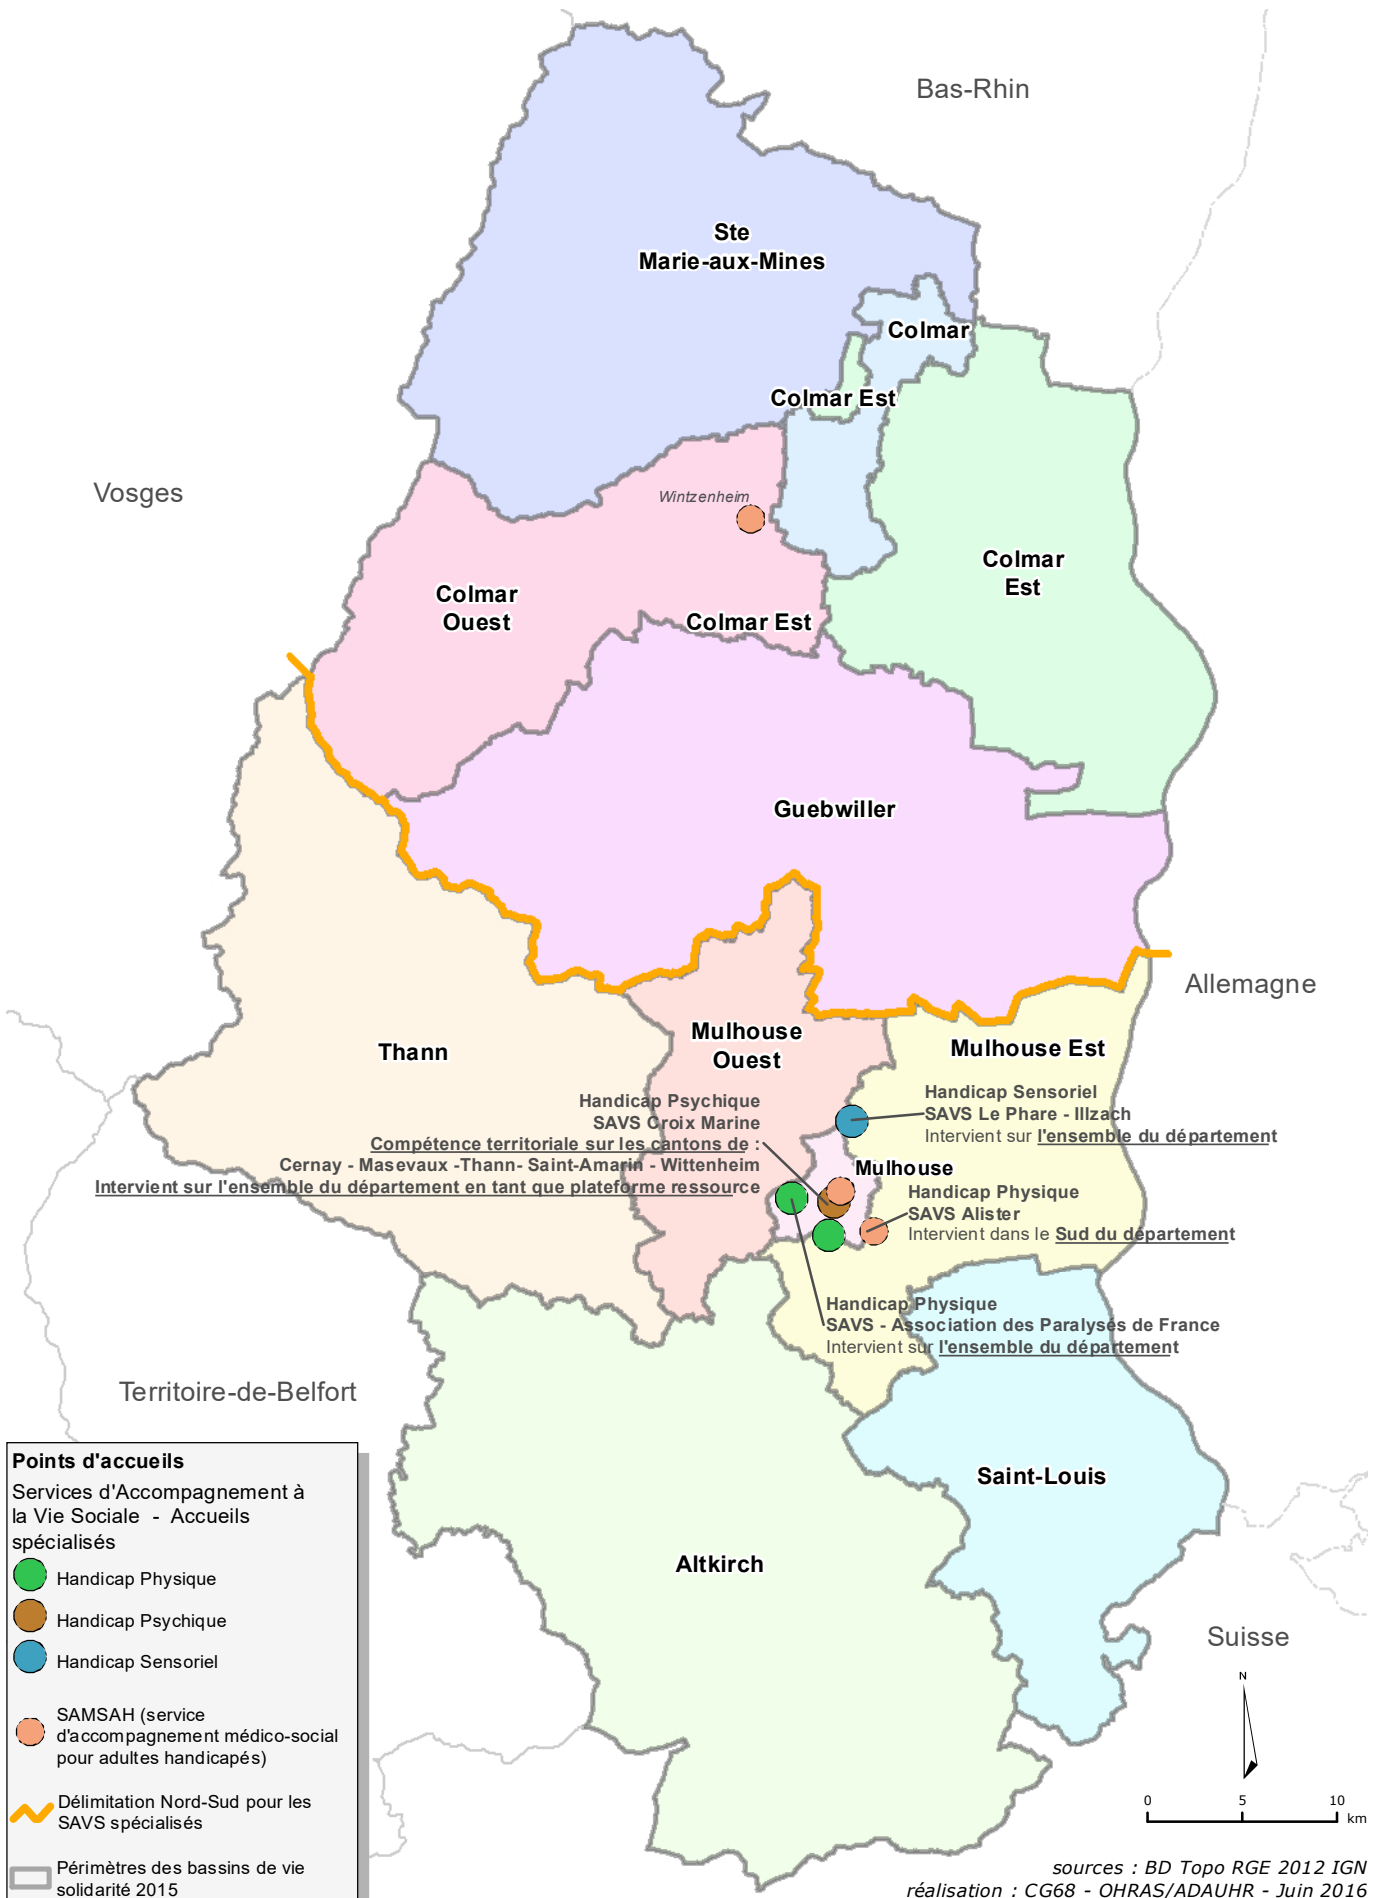 Bas-Rhin
Ste
Marie-aux-Mines
Colmar
Colmar Est
Vosges
Wintzenheim
Colmar
Est
Colmar
Ouest
Colmar Est
Guebwiller
Allemagne
Mulhouse
Ouest
Mulhouse Est
Thann
Handicap Sensoriel
SAVS Le Phare - Illzach
Intervient sur l'ensemble du département
Handicap Psychique
SAVS Croix Marine
Compétence territoriale sur les cantons de :
Cernay - Masevaux -Thann- Saint-Amarin - Wittenheim
Intervient sur l'ensemble du département en tant que plateforme ressource
Mulhouse
Handicap Physique
SAVS Alister
Intervient dans le Sud du département
Handicap Physique
SAVS - Association des Paralysés de France
Intervient sur l'ensemble du département
Territoire-de-Belfort
Saint-Louis
Altkirch
Suisse
Points d'accueils
Services d'Accompagnement à
la Vie Sociale - Accueils
spécialisés
Handicap Physique
Handicap Psychique
Handicap Sensoriel
SAMSAH (service
d'accompagnement médico-social
pour adultes handicapés)
Délimitation Nord-Sud pour les
SAVS spécialisés
Périmètres des bassins de vie
solidarité 2015
N
0 5 10
km
sources : BD Topo RGE 2012 IGN
réalisation : CG68 - OHRAS/ADAUHR - Juin 2016